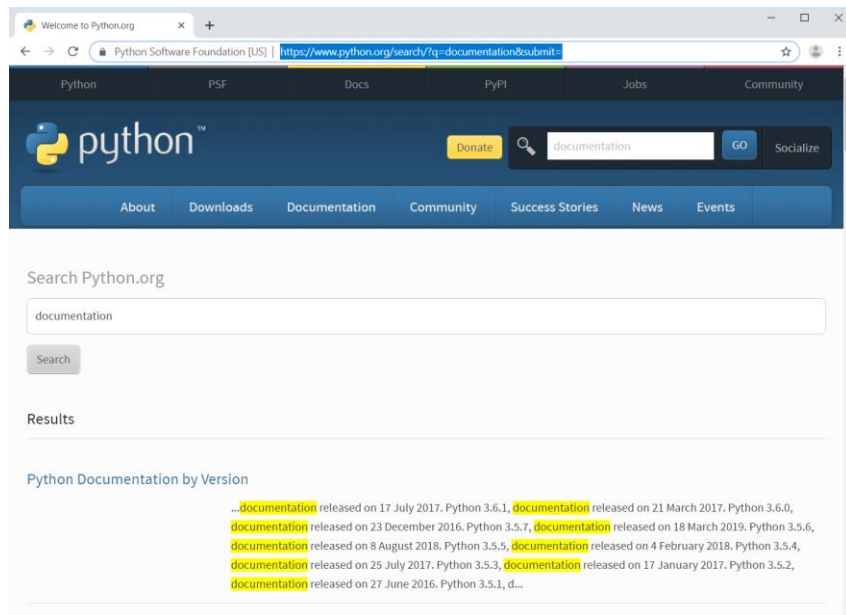 Welcome to Python.org
Python Software Foundation [US] | https://www.python.org/search/?q=documentation&submit=
Python PSF Docs PyPI Jobs Community
python™ Donate documentation GO Socialize
About Downloads Documentation Community Success Stories News Events
Search Python.org
documentation
Search
Results
Python Documentation by Version
...documentation released on 17 July 2017. Python 3.6.1, documentation released on 21 March 2017. Python 3.6.0,
documentation released on 23 December 2016. Python 3.5.7, documentation released on 18 March 2019. Python 3.5.6,
documentation released on 8 August 2018. Python 3.5.5, documentation released on 4 February 2018. Python 3.5.4,
documentation released on 25 July 2017. Python 3.5.3, documentation released on 17 January 2017. Python 3.5.2,
documentation released on 27 June 2016. Python 3.5.1, d...